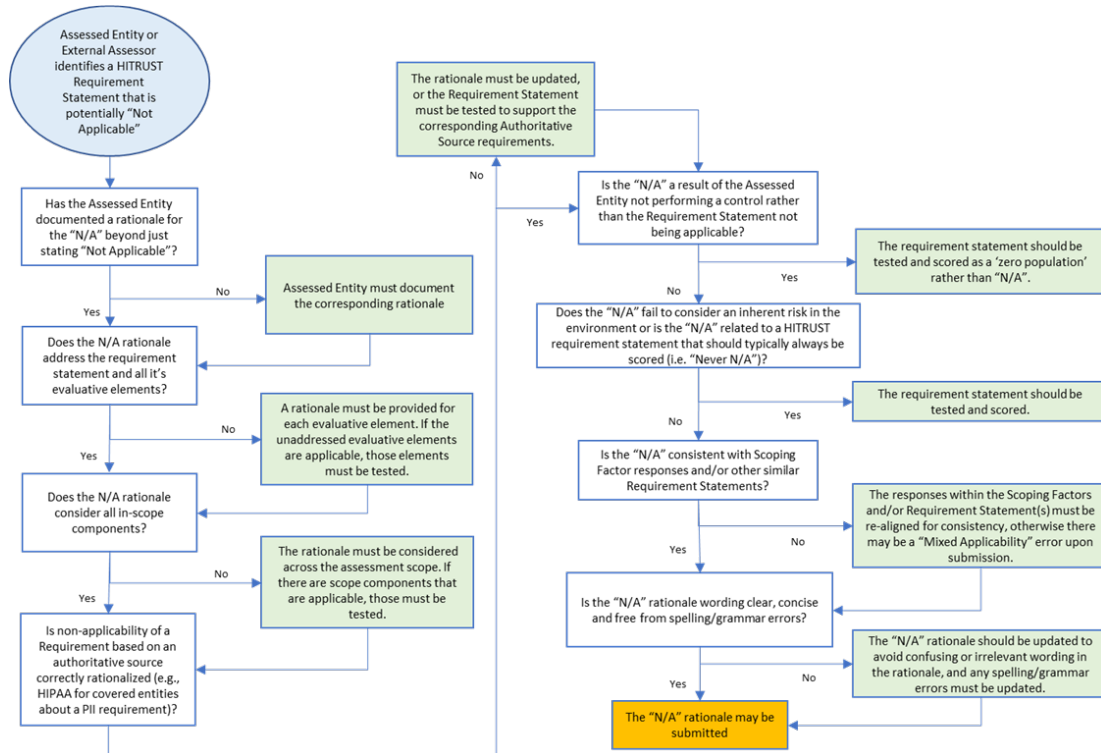 Assessed Entity or
External Assessor
identifies a HITRUST
Requirement
Statement that is
potentially “Not
Applicable”
Has the Assessed Entity
documented a rationale for
the “N/A” beyond just
stating “Not Applicable”?
No
Assessed Entity must document
the corresponding rationale
Yes
Does the N/A rationale
address the requirement
statement and all it’s
evaluative elements?
No
A rationale must be provided for
each evaluative element. If the
unaddressed evaluative elements
are applicable, those elements
must be tested.
Yes
Does the N/A rationale
consider all in-scope
components?
No
The rationale must be considered
across the assessment scope. If
there are scope components that
are applicable, those must be
tested.
Yes
Is non-applicability of a
Requirement based on an
authoritative source
correctly rationalized (e.g.,
HIPAA for covered entities
about a PII requirement)?
The rationale must be updated,
or the Requirement Statement
must be tested to support the
corresponding Authoritative
Source requirements.
No
Yes
Is the “N/A” a result of the Assessed
Entity not performing a control rather
than the Requirement Statement not
being applicable?
Yes
The requirement statement should be
tested and scored as a ‘zero population’
rather than “N/A”.
No
Does the “N/A” fail to consider an inherent risk in the
environment or is the “N/A” related to a HITRUST
requirement statement that should typically always be
scored (i.e. “Never N/A”)?
Yes
The requirement statement should be
tested and scored.
No
Is the “N/A” consistent with Scoping
Factor responses and/or other similar
Requirement Statements?
No
The responses within the Scoping Factors
and/or Requirement Statement(s) must be
re-aligned for consistency, otherwise there
may be a “Mixed Applicability” error upon
submission.
Yes
Is the “N/A” rationale wording clear, concise
and free from spelling/grammar errors?
No
The “N/A” rationale should be updated to
avoid confusing or irrelevant wording in
the rationale, and any spelling/grammar
errors must be updated.
Yes
The “N/A” rationale may be
submitted